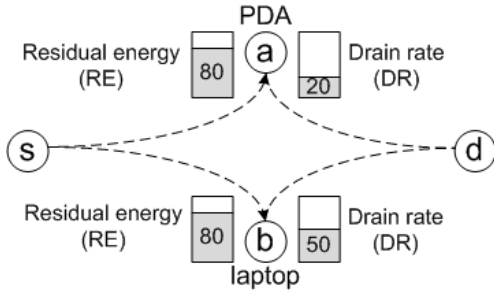 PDA
Residual energy
(RE)
80
a
20
Drain rate
(DR)
s
d
Residual energy
(RE)
80
b
50
Drain rate
(DR)
laptop